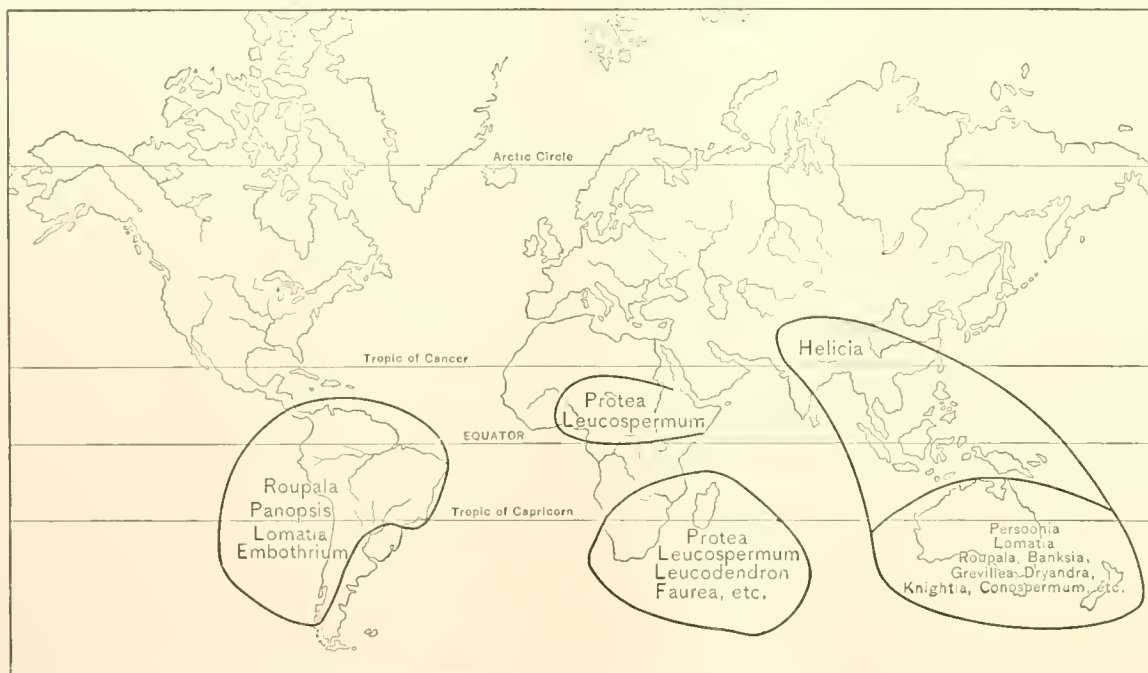 Arctic Circle
Tropic of Cancer
EQUATOR
Tropic of Capricorn
Roupala
Panopsis
Lomatia
Embothrium
Protea
Leucospermum
Protea
Leucospermum
Leucodendron
Faurea, etc.
Helicia
Persoonia
Lomatia
Roupala, Banksia,
Grevillea, Dryandra,
Knightia, Conospermum, etc.